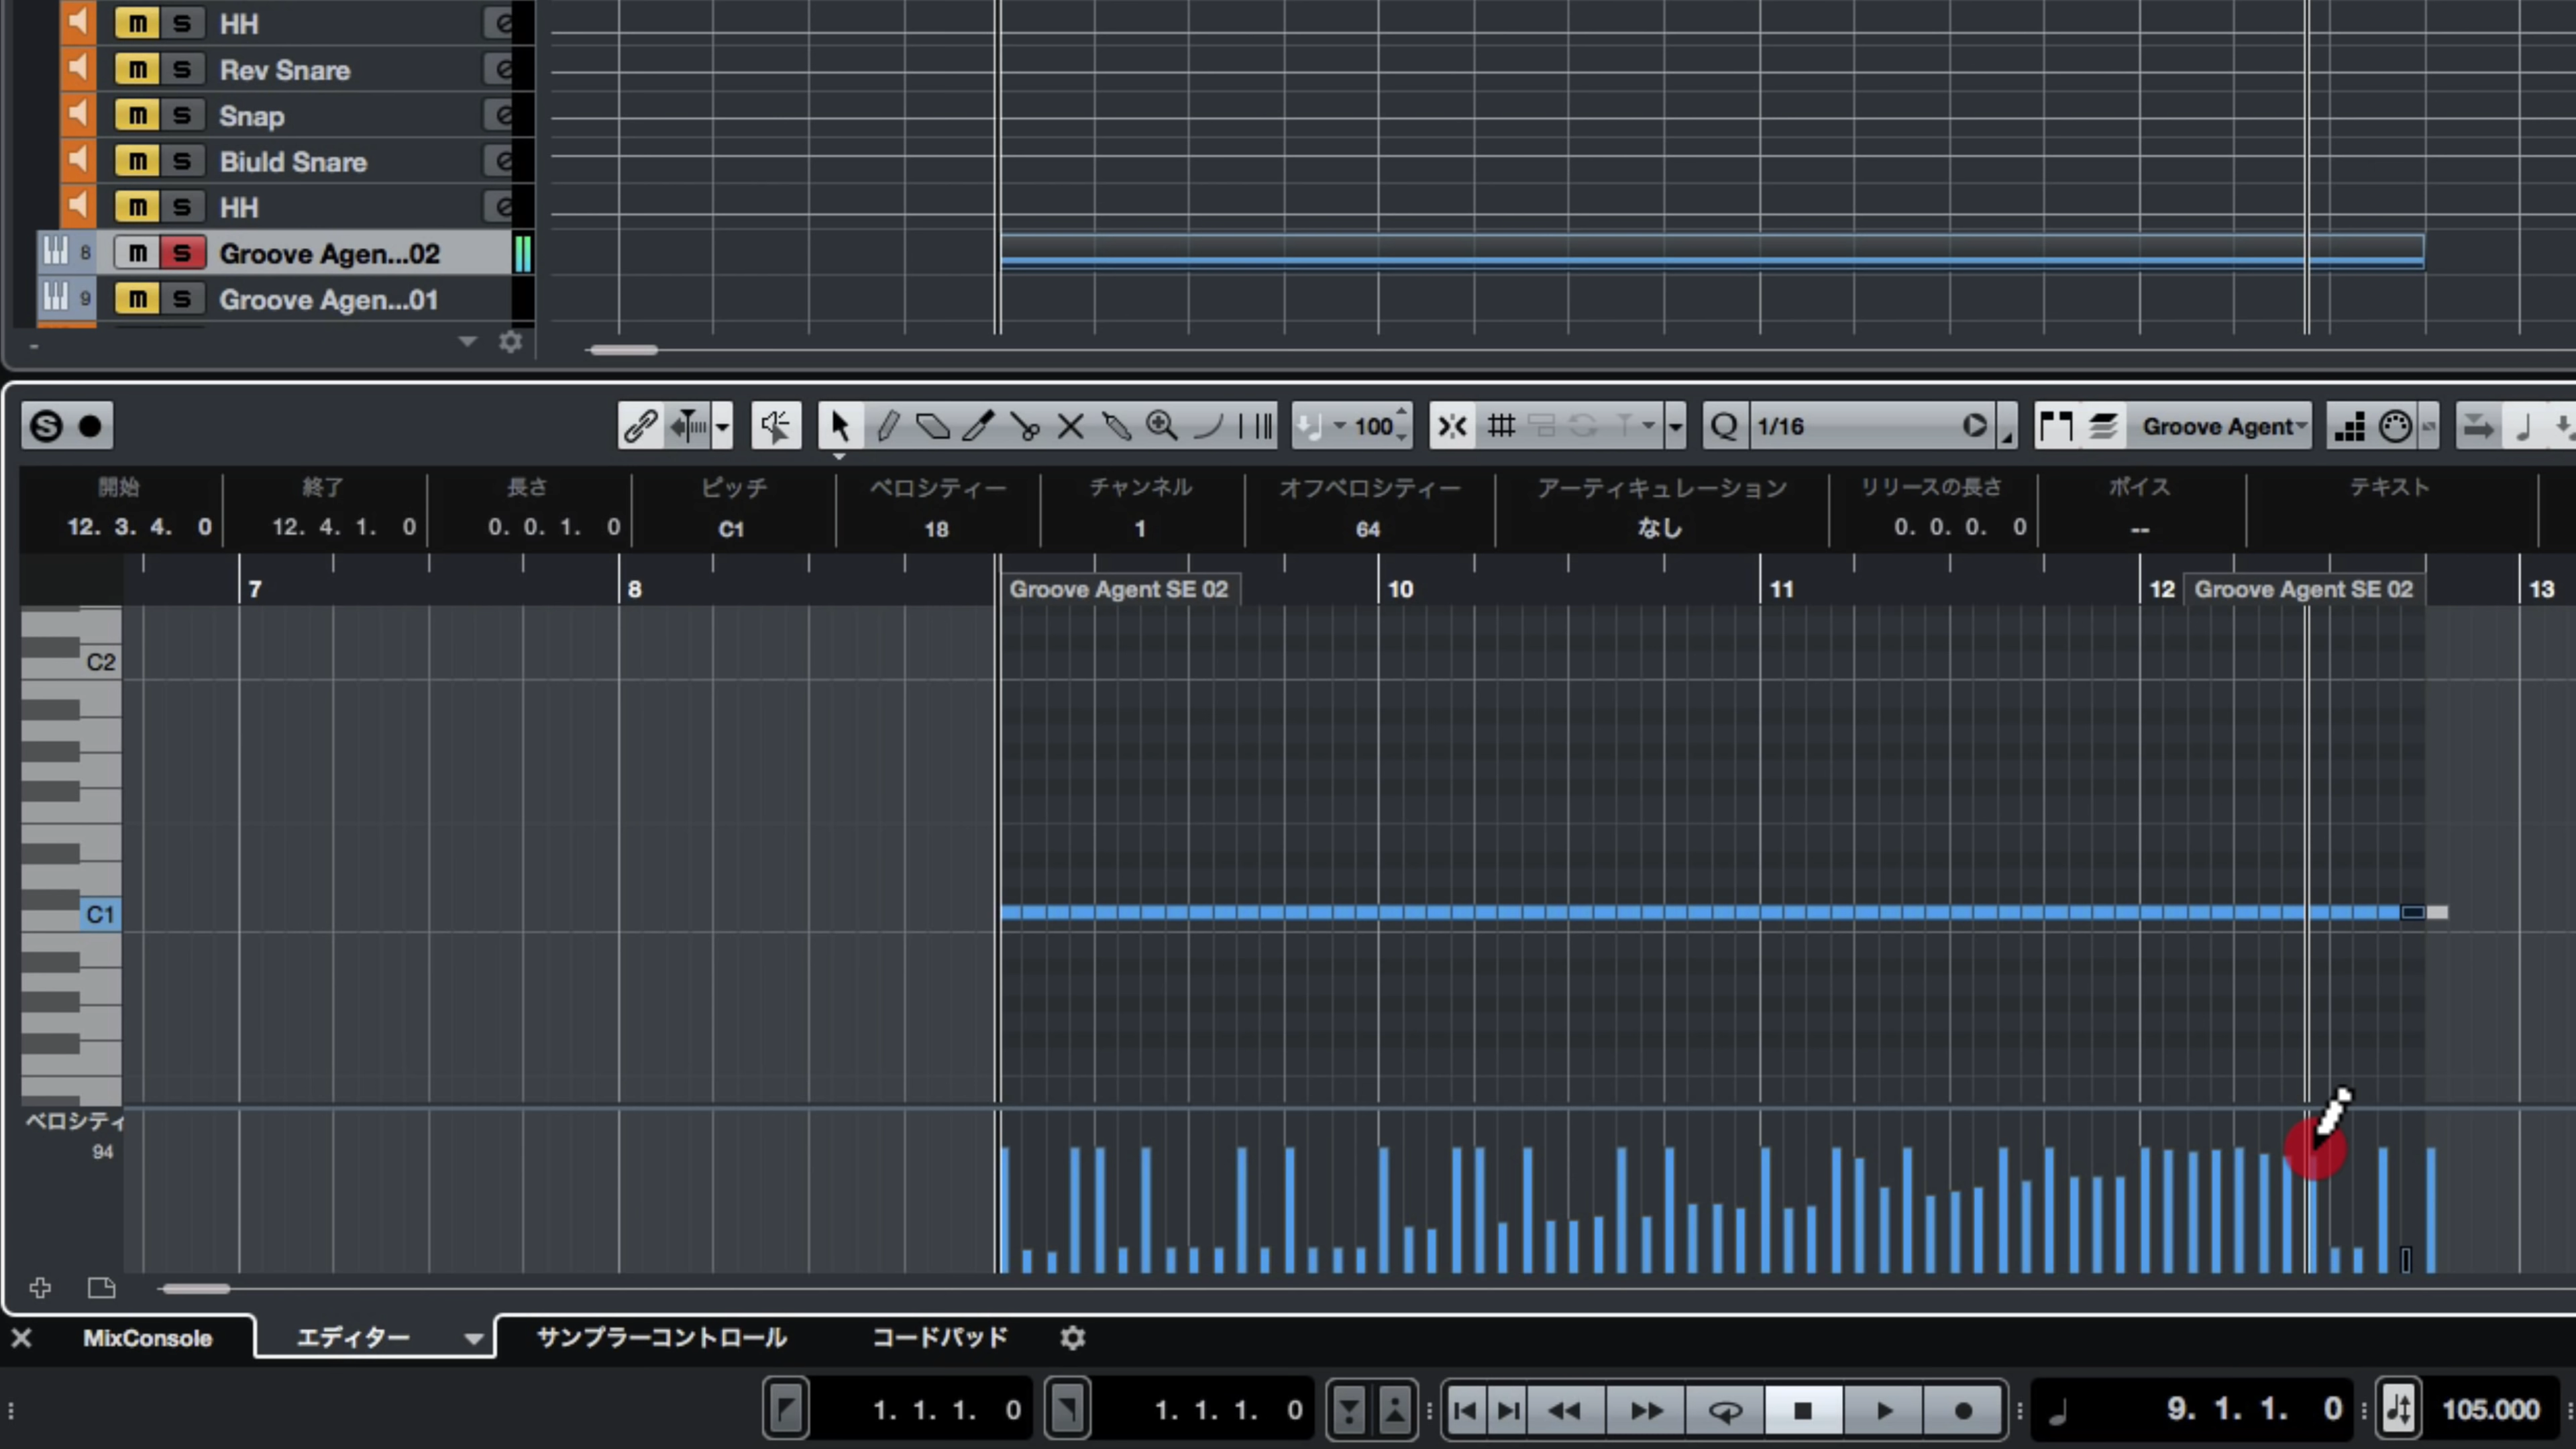 m S HH
m S Rev Snare
m S Snap
m S Biuld Snare
m S HH
8 m S Groove Agen...02
9 m S Groove Agen...01
S 100 Q 1/16 Groove Agent
開始 終了 長さ ピッチ ベロシティー チャンネル オフベロシティー アーティキュレーション リリースの長さ ボイス テキスト
12. 3. 4. 0 12. 4. 1. 0 0. 0. 1. 0 C1 18 1 64 なし 0. 0. 0. 0 --
7 8 Groove Agent SE 02 10 11 12 Groove Agent SE 02 13
C2
C1
ベロシティ
94
MixConsole エディター サンプラーコントロール コードパッド
1. 1. 1. 0 1. 1. 1. 0 9. 1. 1. 0 105.000